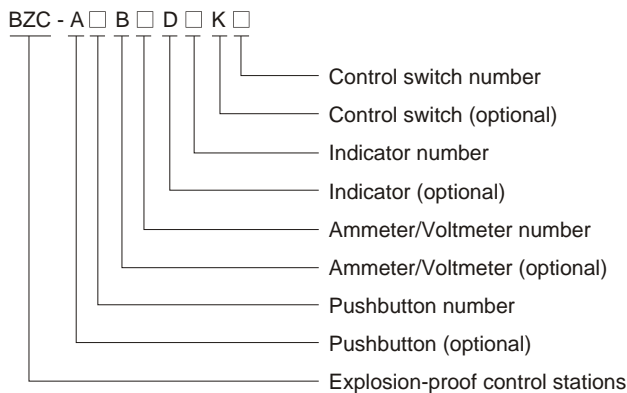 BZC - A □ B □ D □ K □
Control switch number
Control switch (optional)
Indicator number
Indicator (optional)
Ammeter/Voltmeter number
Ammeter/Voltmeter (optional)
Pushbutton number
Pushbutton (optional)
Explosion-proof control stations